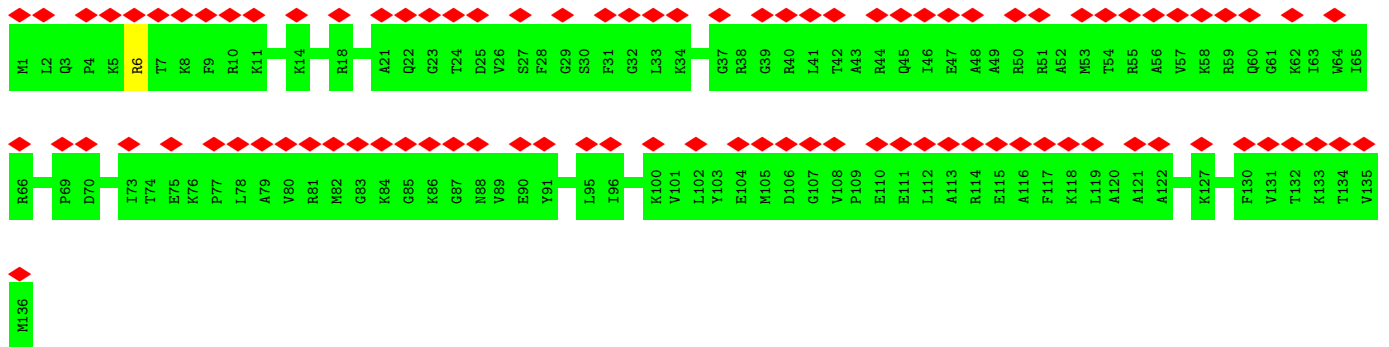 M1 L2 Q3 P4 K5 R6 T7 K8 F9 R10 K11 K14 R18 A21 Q22 G23 T24 D25 V26 S27 F28 G29 S30 F31 G32 L33 K34 G37 R38 G39 R40 L41 T42 A43 R44 Q45 I46 E47 A48 A49 R50 R51 A52 M53 T54 R55 A56 V57 K58 R59 Q60 G61 K62 I63 W64 I65
R66 P69 D70 I73 T74 E75 K76 P77 L78 A79 V80 R81 M82 G83 K84 G85 K86 G87 N88 V89 E90 Y91 L95 I96 K100 V101 L102 Y103 E104 M105 D106 G107 V108 P109 E110 E111 L112 A113 R114 E115 A116 F117 K118 L119 A120 A121 A122 K127 F130 V131 T132 K133 T134 V135
M136